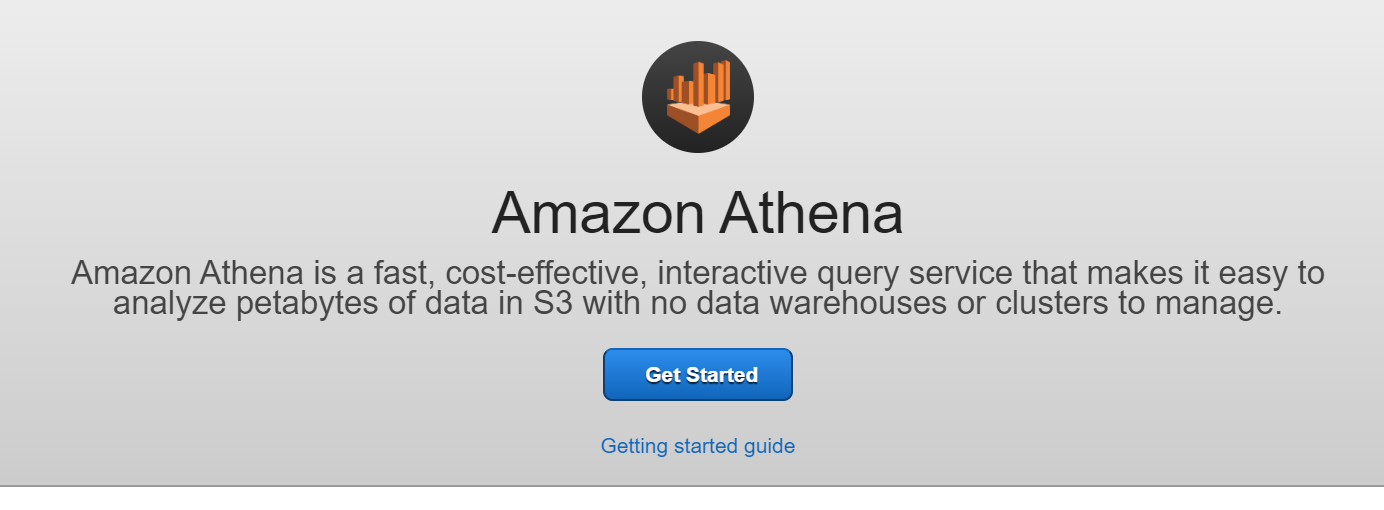 Amazon Athena
Amazon Athena is a fast, cost-effective, interactive query service that makes it easy to
analyze petabytes of data in S3 with no data warehouses or clusters to manage.
Get Started
Getting started guide